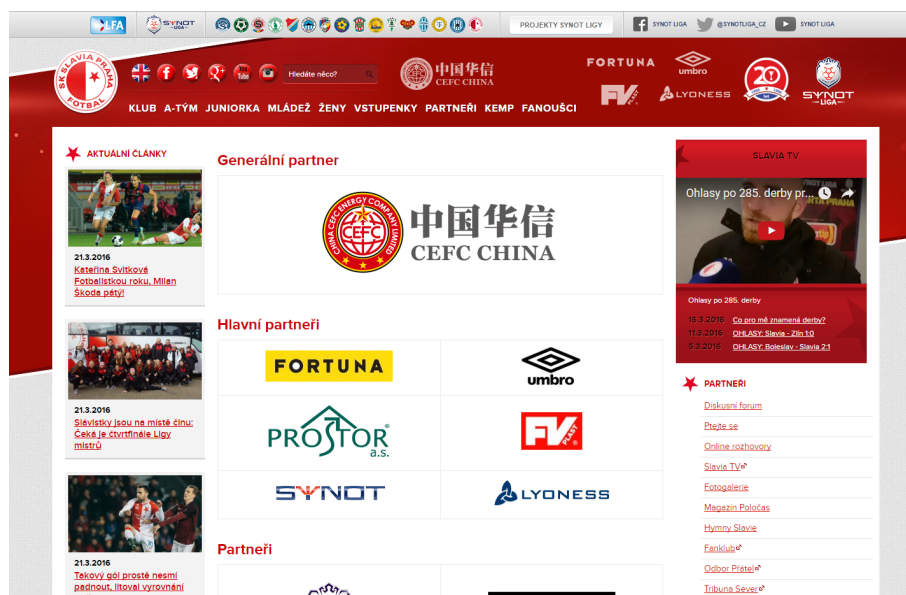 LFA
SYNOT
LIGA
PROJEKTY SYNOT LIGY
SYNOT LIGA
@SYNOTLIGA_CZ
SYNOT LIGA
SK SLAVIA PRAHA
FOTBAL
Hledáte něco?
中国华信
CEFC CHINA
FORTUNA
umbro
FV PLAST
LYONESS
20
SYNOT
LIGA
KLUB A-TÝM JUNIORKA MLÁDEŽ ŽENY VSTUPENKY PARTNEŘI KEMP FANOUŠCI
AKTUÁLNÍ ČLÁNKY
21.3.2016
Kateřina Svitková
Fotbalistkou roku, Milan
Škoda pátý!
21.3.2016
Slávistky jsou na místě činu:
Čeká je čtvrtfinále Ligy
mistrů
21.3.2016
Takový gól prostě nesmí
padnout, litoval vyrovnání
Generální partner
CHINA CEFC ENERGY COMPANY LIMITED
CEFC
中国华信
CEFC CHINA
Hlavní partneři
FORTUNA
umbro
PROSTOR
a.s.
FV PLAST
SYNOT
LYONESS
Partneři
SLAVIA TV
Ohlasy po 285. derby pr...
Ohlasy po 285. derby
16.3.2016 Co pro mě znamená derby?
11.3.2016 OHLASY: Slavia - Zlín 1:0
5.3.2016 OHLASY: Boleslav - Slavia 2:1
PARTNEŘI
Diskusní forum
Ptejte se
Online rozhovory
Slavia TV
Fotogalerie
Magazín Poločas
Hymny Slavie
Fanklub
Odbor Přátel
Tribuna Sever